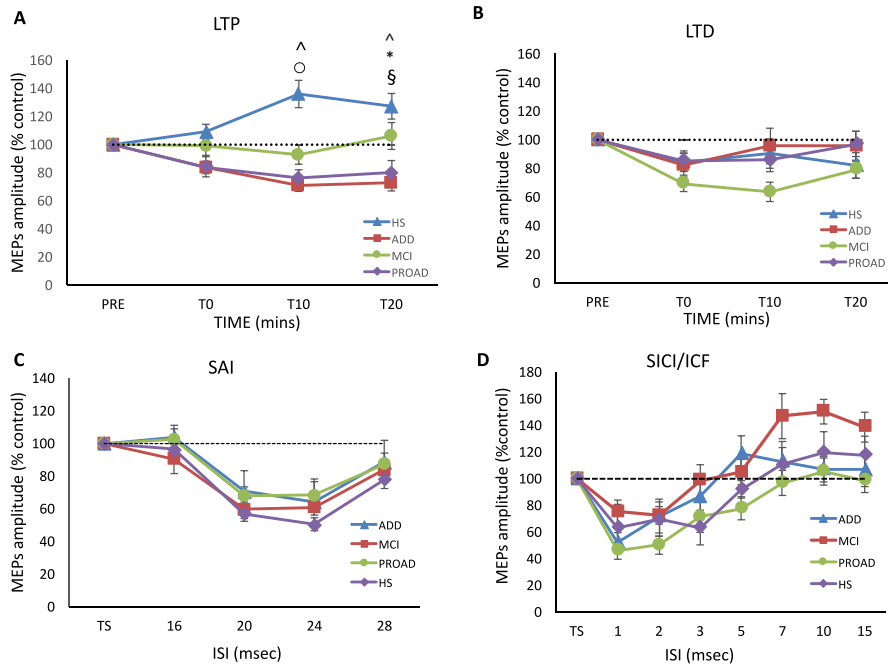 A
LTP
MEPs amplitude (% control)
160
140
120
100
80
60
40
20
0
^
○
^
*
§
HS
ADD
MCI
PROAD
PRE T0 T10 T20
TIME (mins)
B
LTD
MEPs amplitude (% control)
160
140
120
100
80
60
40
20
0
HS
ADD
MCI
PROAD
PRE T0 T10 T20
TIME (mins)
C
SAI
MEPs amplitude (% control)
140
120
100
80
60
40
20
0
ADD
MCI
PROAD
HS
TS 16 20 24 28
ISI (msec)
D
SICI/ICF
MEPs amplitude (%control)
180
160
140
120
100
80
60
40
20
0
ADD
MCI
PROAD
HS
TS 1 2 3 5 7 10 15
ISI (msec)